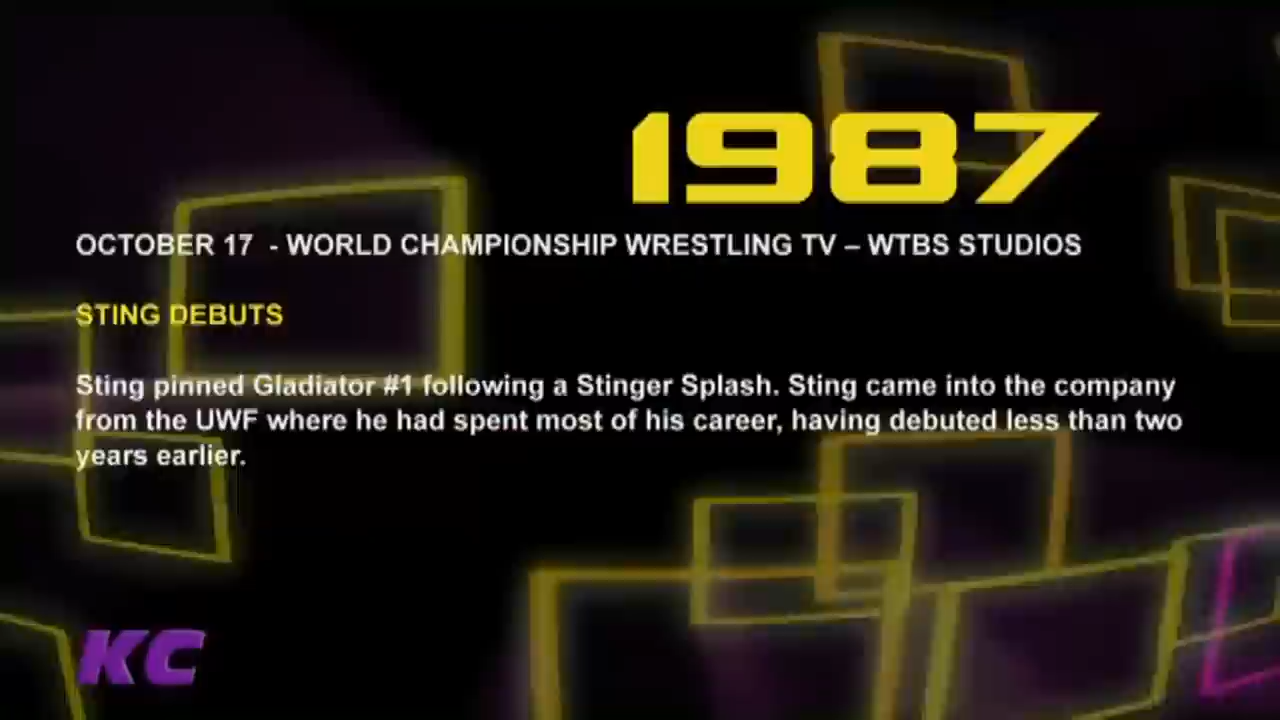 1987
OCTOBER 17 - WORLD CHAMPIONSHIP WRESTLING TV – WTBS STUDIOS
STING DEBUTS
Sting pinned Gladiator #1 following a Stinger Splash. Sting came into the company
from the UWF where he had spent most of his career, having debuted less than two
years earlier.
KC